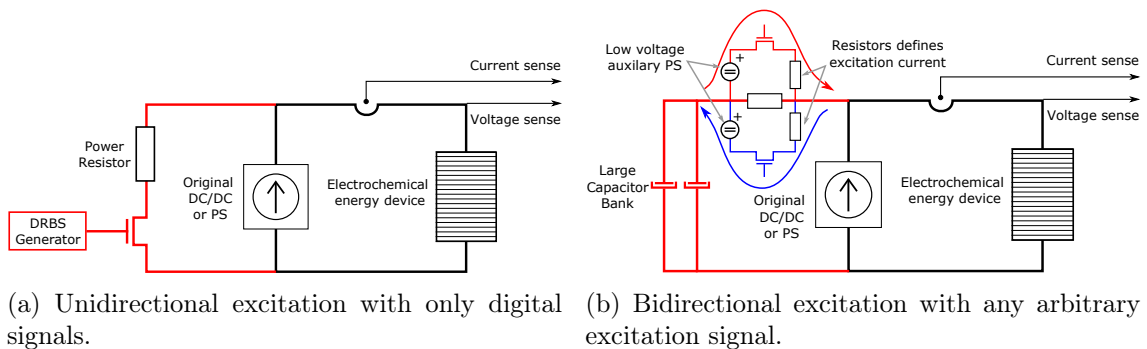 Current sense
Voltage sense
Power
Resistor
Original
DC/DC
or PS
Electrochemical
energy device
DRBS
Generator
(a) Unidirectional excitation with only digital
signals.
Low voltage
auxilary PS
+
+
Resistors defines
excitation current
Current sense
Voltage sense
Large
Capacitor
Bank
Original
DC/DC
or PS
Electrochemical
energy device
(b) Bidirectional excitation with any arbitrary
excitation signal.